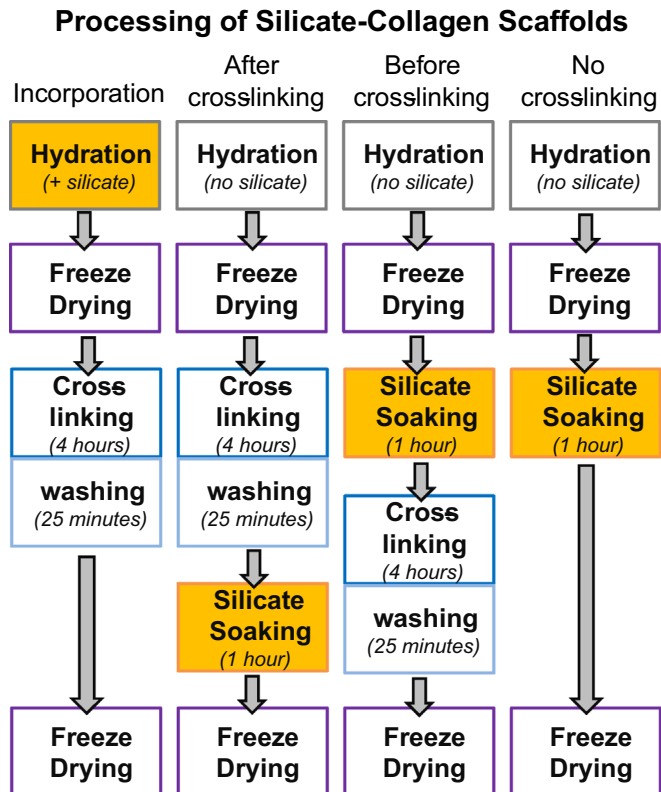 Processing of Silicate-Collagen Scaffolds
Incorporation
After
crosslinking
Before
crosslinking
No
crosslinking
Hydration
(+ silicate)
Freeze
Drying
Cross
linking
(4 hours)
washing
(25 minutes)
Freeze
Drying
Hydration
(no silicate)
Freeze
Drying
Cross
linking
(4 hours)
washing
(25 minutes)
Silicate
Soaking
(1 hour)
Freeze
Drying
Hydration
(no silicate)
Freeze
Drying
Silicate
Soaking
(1 hour)
Cross
linking
(4 hours)
washing
(25 minutes)
Freeze
Drying
Hydration
(no silicate)
Freeze
Drying
Silicate
Soaking
(1 hour)
Freeze
Drying